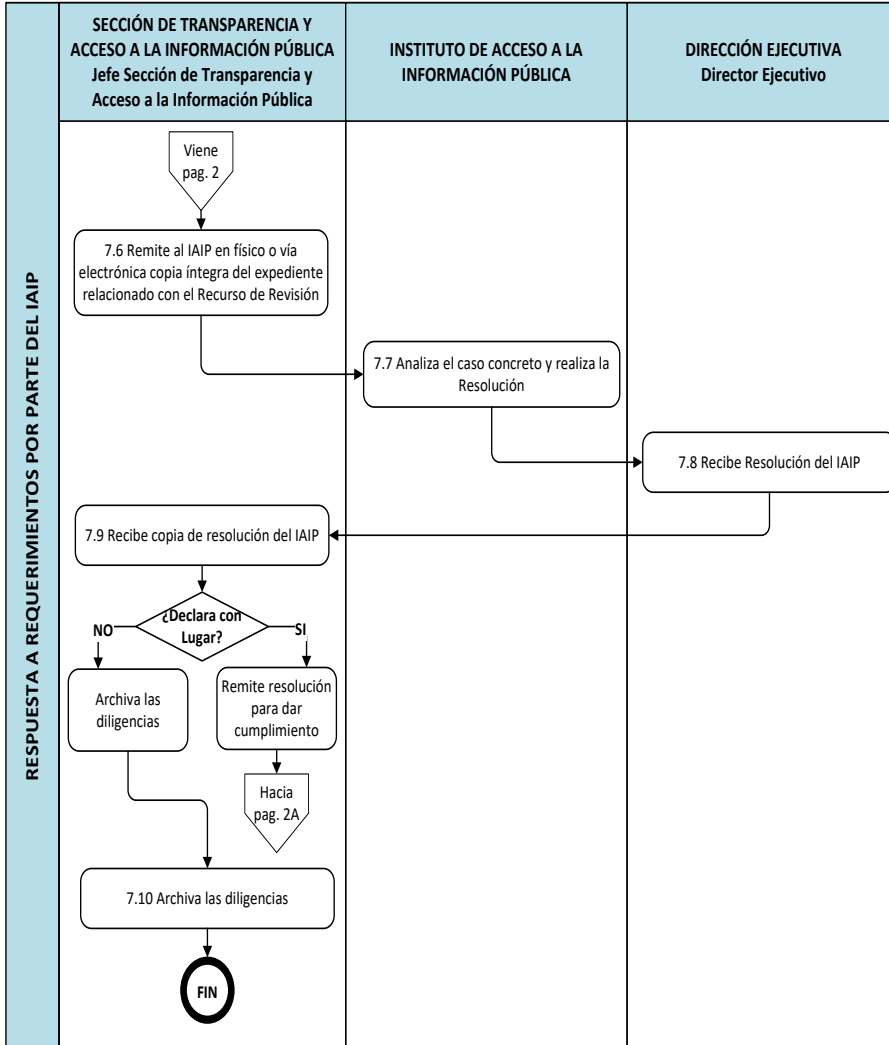 SECCIÓN DE TRANSPARENCIA Y
ACCESO A LA INFORMACIÓN PÚBLICA
Jefe Sección de Transparencia y
Acceso a la Información Pública
INSTITUTO DE ACCESO A LA
INFORMACIÓN PÚBLICA
DIRECCIÓN EJECUTIVA
Director Ejecutivo
RESPUESTA A REQUERIMIENTOS POR PARTE DEL IAIP
Viene
pag. 2
7.6 Remite al IAIP en físico o vía
electrónica copia íntegra del expediente
relacionado con el Recurso de Revisión
7.7 Analiza el caso concreto y realiza la
Resolución
7.8 Recibe Resolución del IAIP
7.9 Recibe copia de resolución del IAIP
¿Declara con
Lugar?
NO
SI
Archiva las
diligencias
Remite resolución
para dar
cumplimiento
Hacia
pag. 2A
7.10 Archiva las diligencias
FIN